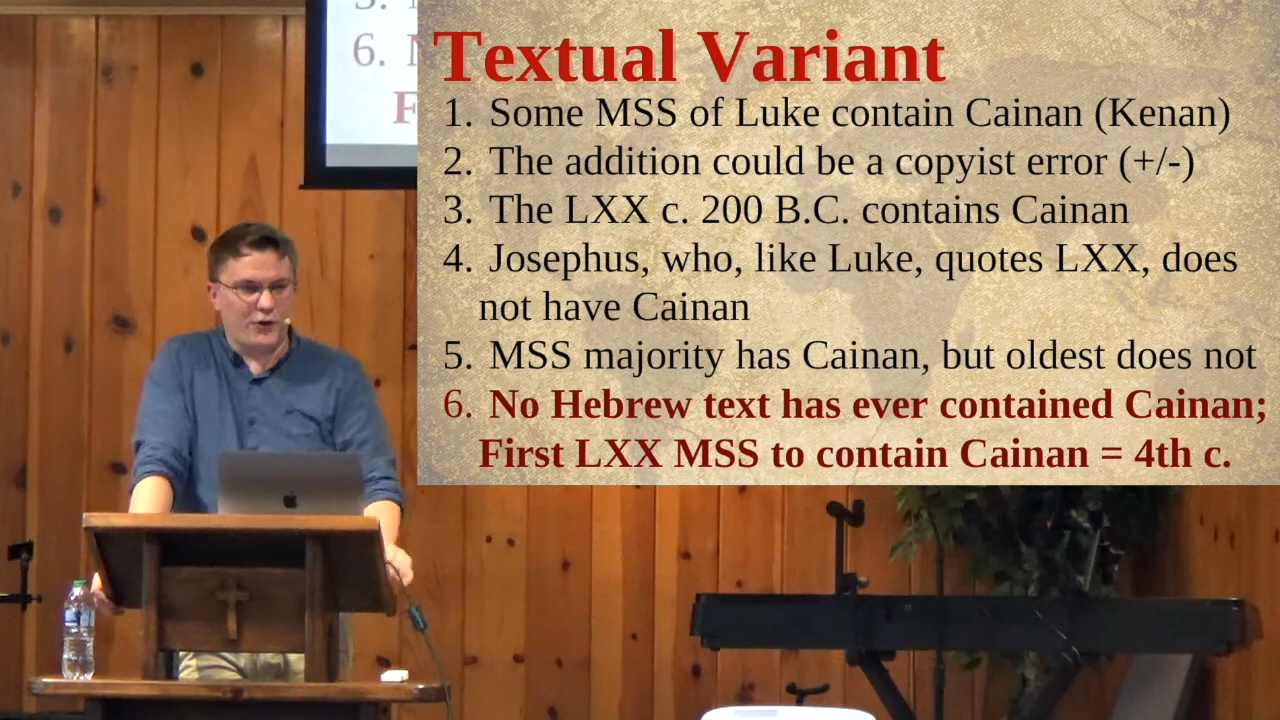 3.
6. N
F
Textual Variant
1. Some MSS of Luke contain Cainan (Kenan)
2. The addition could be a copyist error (+/-)
3. The LXX c. 200 B.C. contains Cainan
4. Josephus, who, like Luke, quotes LXX, does
not have Cainan
5. MSS majority has Cainan, but oldest does not
6. No Hebrew text has ever contained Cainan;
First LXX MSS to contain Cainan = 4th c.